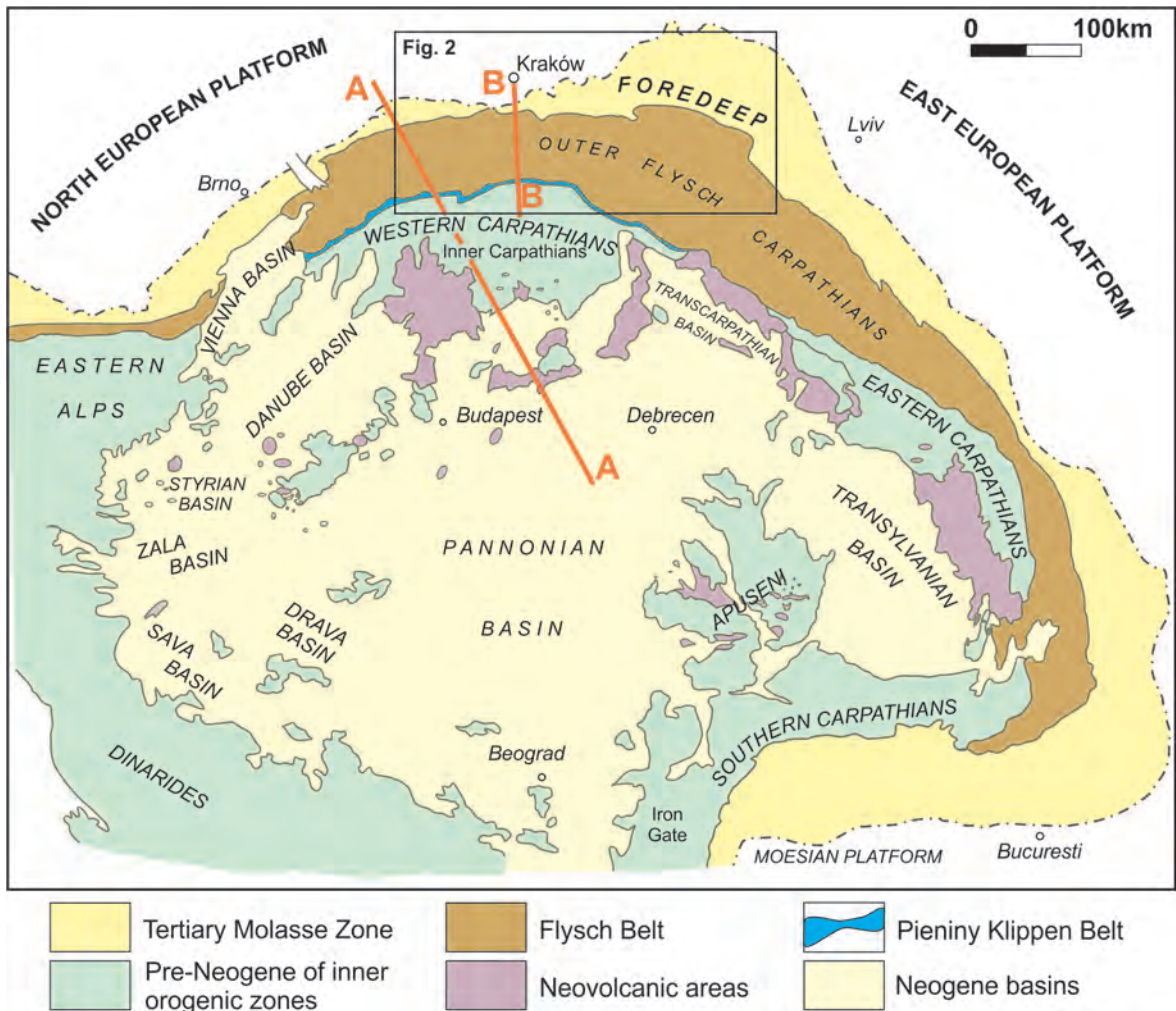 NORTH EUROPEAN PLATFORM
Fig. 2
0 100km
A
B
Kraków
FOREDEEP
EAST EUROPEAN PLATFORM
Lviv
Brno
OUTER FLYSCH
CARPATHIANS
B
WESTERN CARPATHIANS
Inner Carpathians
VIENNA BASIN
TRANSCARPATHIAN
BASIN
EASTERN
ALPS
DANUBE BASIN
Budapest
Debrecen
EASTERN CARPATHIANS
A
STYRIAN
BASIN
ZALA
BASIN
PANNONIAN
BASIN
TRANSYLVANIAN
BASIN
APUSENI
DRAVA
BASIN
SAVA
BASIN
SOUTHERN CARPATHIANS
Beograd
DINARIDES
Iron
Gate
MOESIAN PLATFORM
Bucuresti
Tertiary Molasse Zone
Flysch Belt
Pieniny Klippen Belt
Pre-Neogene of inner
orogenic zones
Neovolcanic areas
Neogene basins